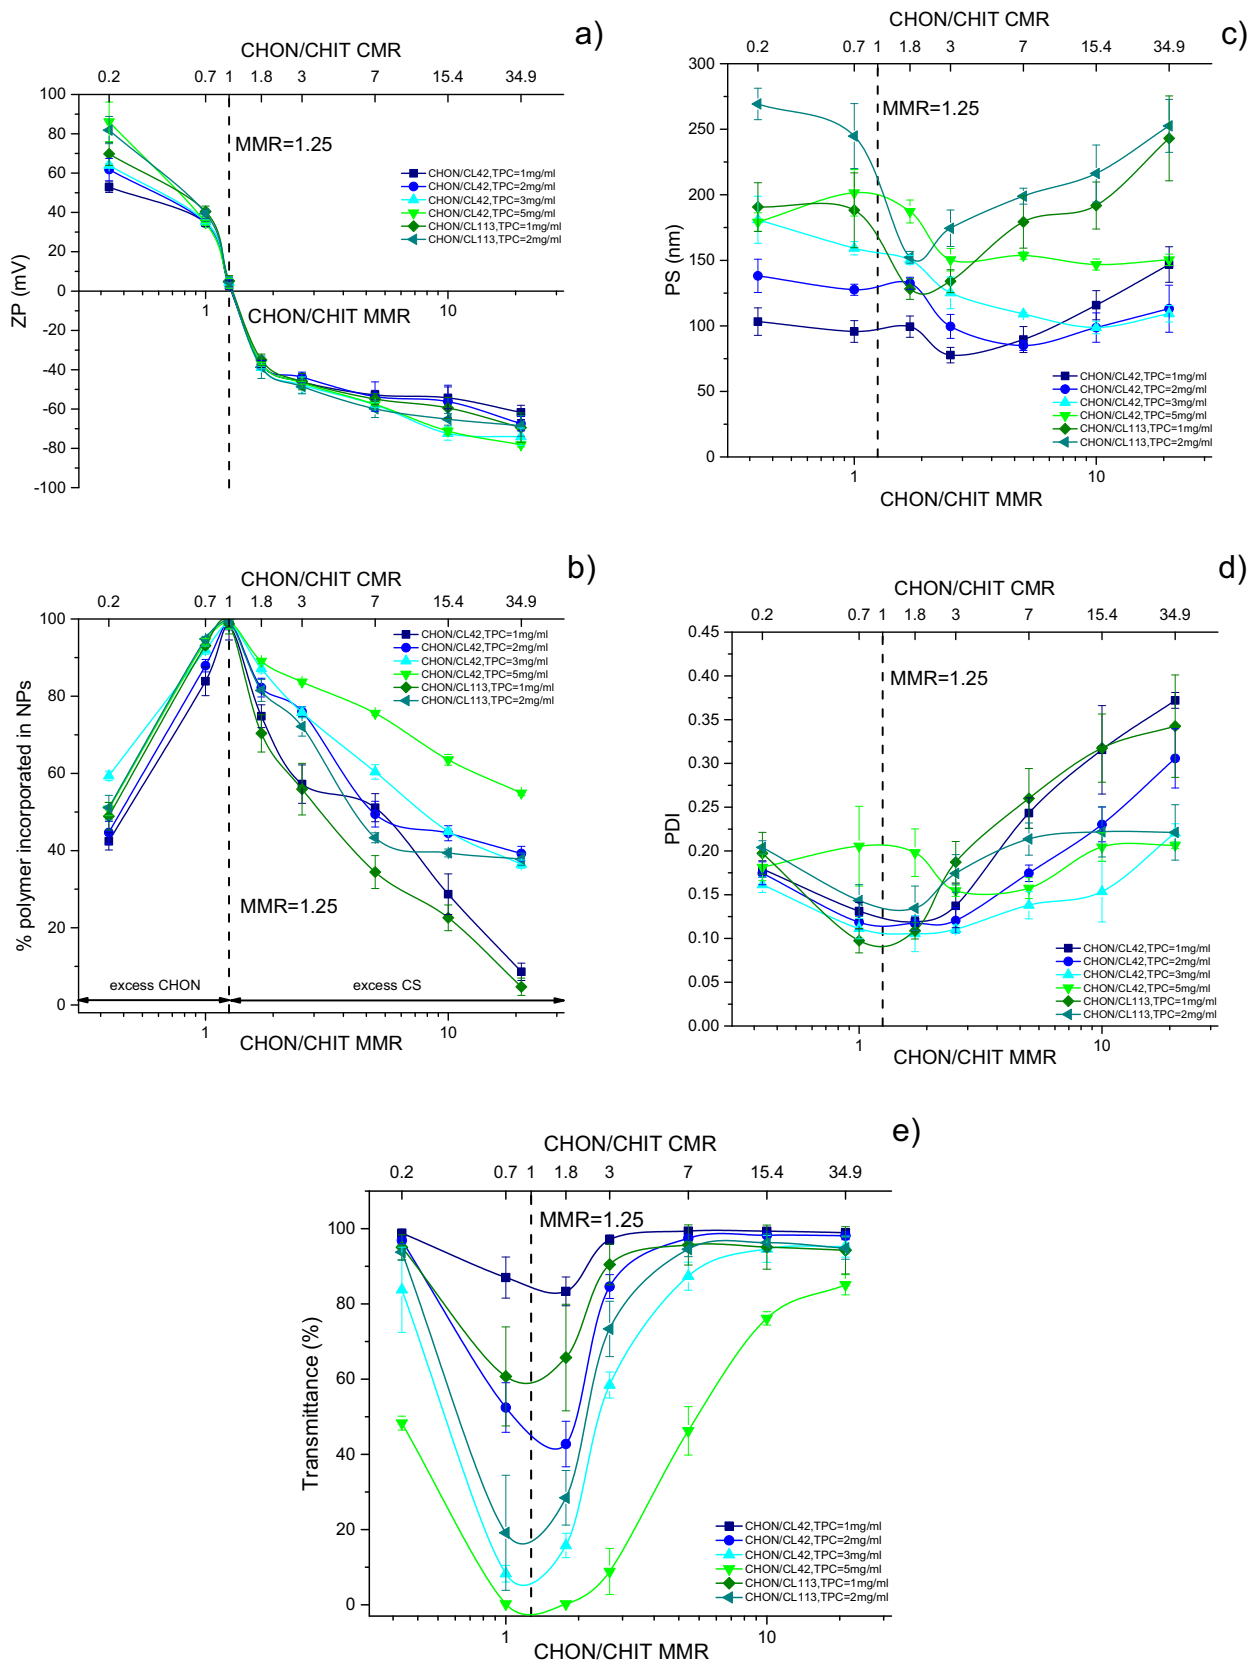 a)
CHON/CHIT CMR
0.2 0.7 1 1.8 3 7 15.4 34.9
100
80
60
40
20
0
-20
-40
-60
-80
-100
ZP (mV)
MMR=1.25
CHON/CL42,TPC=1mg/ml
CHON/CL42,TPC=2mg/ml
CHON/CL42,TPC=3mg/ml
CHON/CL42,TPC=5mg/ml
CHON/CL113,TPC=1mg/ml
CHON/CL113,TPC=2mg/ml
1 10
CHON/CHIT MMR
c)
CHON/CHIT CMR
0.2 0.7 1 1.8 3 7 15.4 34.9
300
250
200
150
100
50
0
PS (nm)
MMR=1.25
CHON/CL42,TPC=1mg/ml
CHON/CL42,TPC=2mg/ml
CHON/CL42,TPC=3mg/ml
CHON/CL42,TPC=5mg/ml
CHON/CL113,TPC=1mg/ml
CHON/CL113,TPC=2mg/ml
1 10
CHON/CHIT MMR
b)
CHON/CHIT CMR
0.2 0.7 1 1.8 3 7 15.4 34.9
100
80
60
40
20
0
% polymer incorporated in NPs
CHON/CL42,TPC=1mg/ml
CHON/CL42,TPC=2mg/ml
CHON/CL42,TPC=3mg/ml
CHON/CL42,TPC=5mg/ml
CHON/CL113,TPC=1mg/ml
CHON/CL113,TPC=2mg/ml
MMR=1.25
excess CHON excess CS
1 10
CHON/CHIT MMR
d)
CHON/CHIT CMR
0.2 0.7 1 1.8 3 7 15.4 34.9
0.45
0.40
0.35
0.30
0.25
0.20
0.15
0.10
0.05
0.00
PDI
MMR=1.25
CHON/CL42,TPC=1mg/ml
CHON/CL42,TPC=2mg/ml
CHON/CL42,TPC=3mg/ml
CHON/CL42,TPC=5mg/ml
CHON/CL113,TPC=1mg/ml
CHON/CL113,TPC=2mg/ml
1 10
CHON/CHIT MMR
e)
CHON/CHIT CMR
0.2 0.7 1 1.8 3 7 15.4 34.9
100
80
60
40
20
0
Transmittance (%)
MMR=1.25
CHON/CL42,TPC=1mg/ml
CHON/CL42,TPC=2mg/ml
CHON/CL42,TPC=3mg/ml
CHON/CL42,TPC=5mg/ml
CHON/CL113,TPC=1mg/ml
CHON/CL113,TPC=2mg/ml
1 10
CHON/CHIT MMR